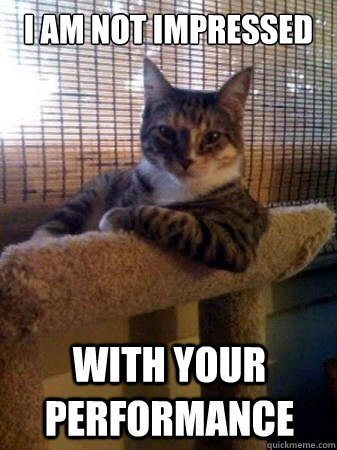 I AM NOT IMPRESSED
WITH YOUR
PERFORMANCE
quickmeme.com